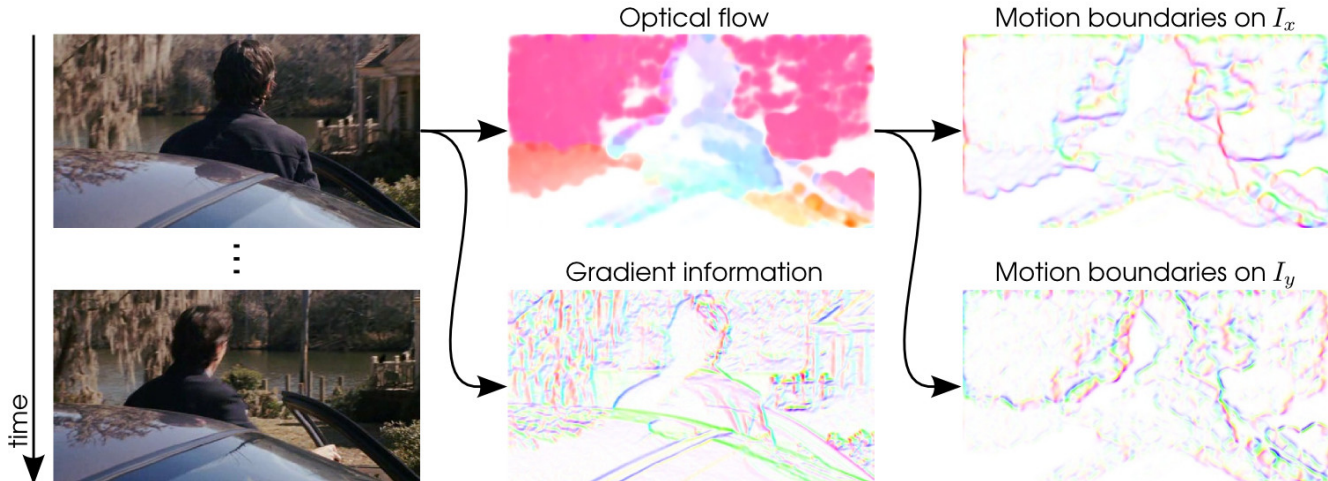 Optical flow
Motion boundaries on I_x
Gradient information
Motion boundaries on I_y
time